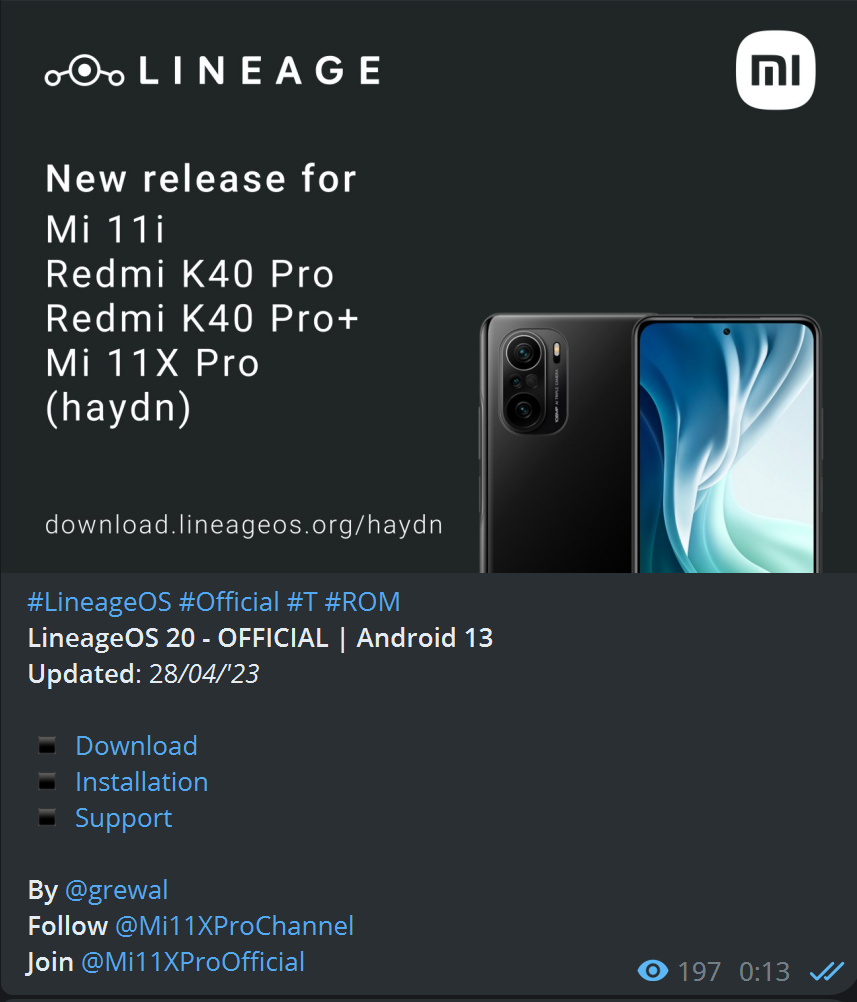 LINEAGE
New release for
Mi 11i
Redmi K40 Pro
Redmi K40 Pro+
Mi 11X Pro
(haydn)
download.lineageos.org/haydn
#LineageOS #Official #T #ROM
LineageOS 20 - OFFICIAL | Android 13
Updated: 28/04/'23
Download
Installation
Support
By @grewal
Follow @Mi11XProChannel
Join @Mi11XProOfficial
197 0:13